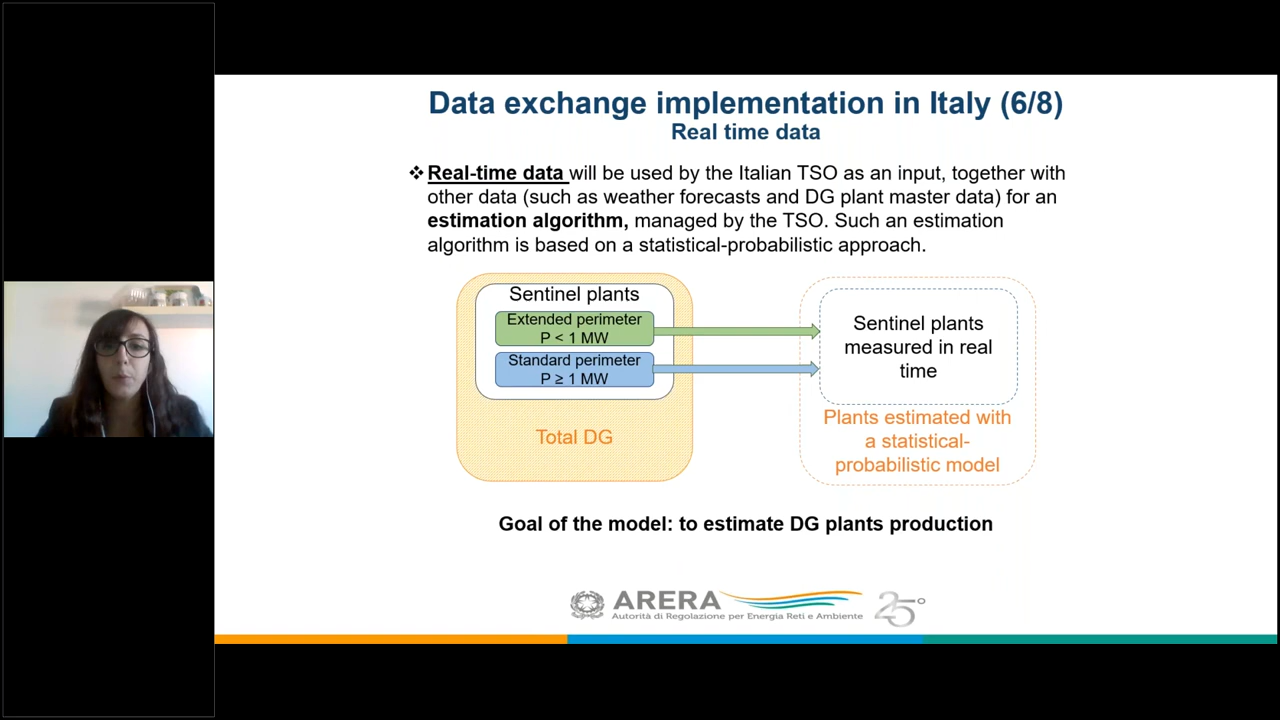 Data exchange implementation in Italy (6/8)
Real time data
❖Real-time data will be used by the Italian TSO as an input, together with
other data (such as weather forecasts and DG plant master data) for an
estimation algorithm, managed by the TSO. Such an estimation
algorithm is based on a statistical-probabilistic approach.
Sentinel plants
Extended perimeter
P < 1 MW
Standard perimeter
P ≥ 1 MW
Total DG
Sentinel plants
measured in real
time
Plants estimated with
a statistical-
probabilistic model
Goal of the model: to estimate DG plants production
ARERA
Autorità di Regolazione per Energia Reti e Ambiente
25°